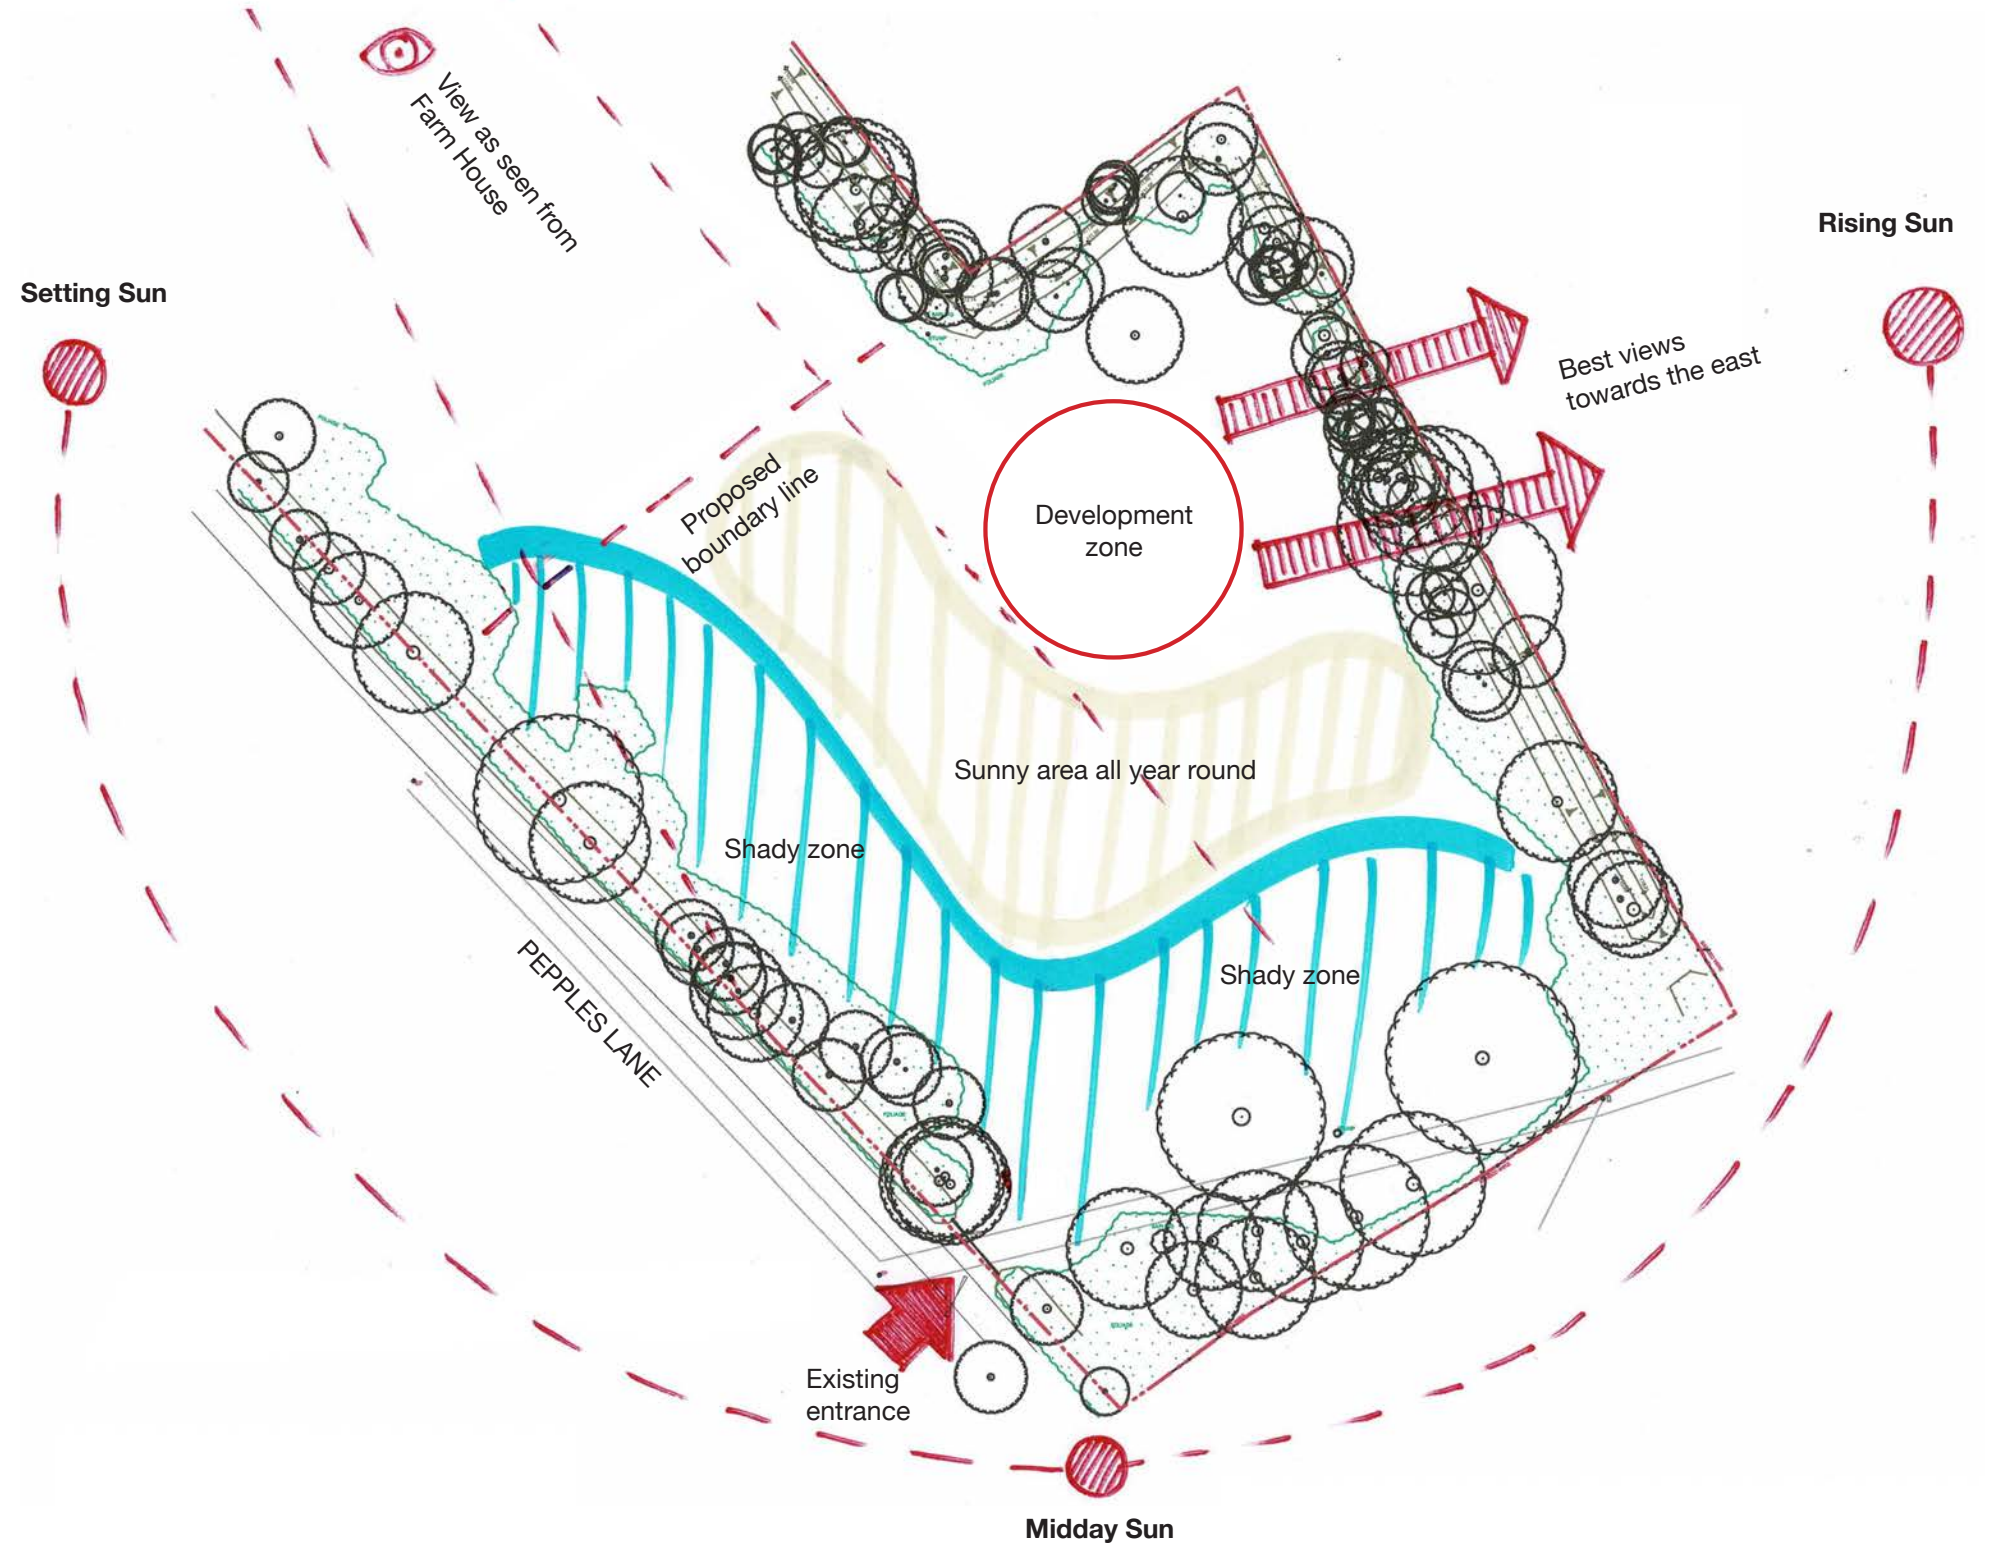 View as seen from
Farm House
Rising Sun
Setting Sun
Best views
towards the east
Proposed
boundary line
Development
zone
Sunny area all year round
Shady zone
Shady zone
PEPPLES LANE
Existing
entrance
Midday Sun